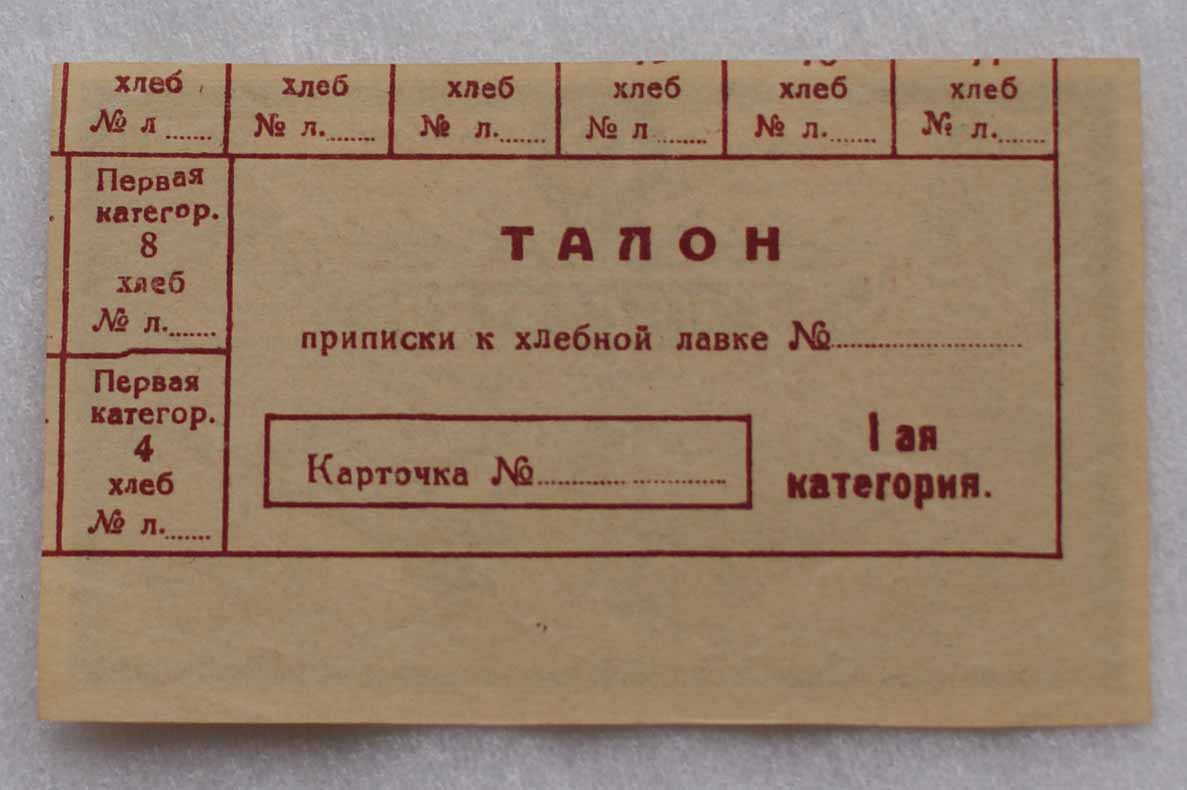 хлеб хлеб хлеб хлеб хлеб хлеб
№ л...... № л....... № л...... № л....... № л....... № л......
Первая
категор.
8
хлеб
№ л.......
Первая
категор.
4
хлеб
№ л.......
ТАЛОН
приписки к хлебной лавке №..............................
Карточка №..............................
I ая
категория.